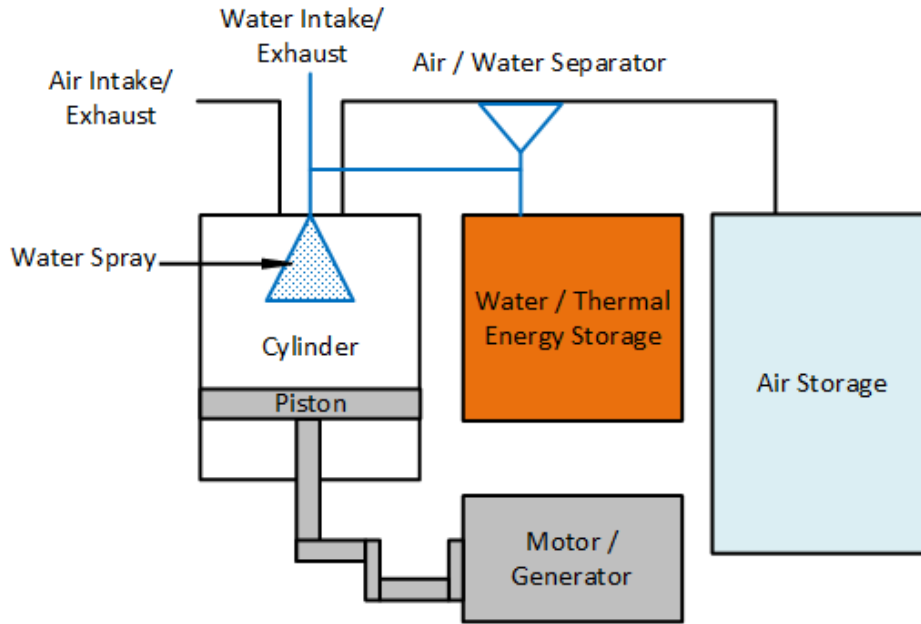 Water Intake/
Exhaust
Air / Water Separator
Air Intake/
Exhaust
Water Spray
Cylinder
Piston
Water / Thermal
Energy Storage
Air Storage
Motor /
Generator